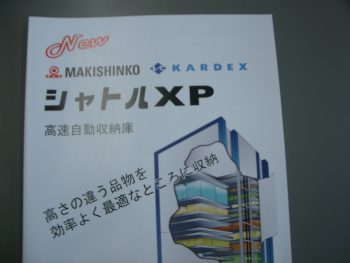 New
MAKISHINKO KARDEX
シャトルXP
高速自動収納庫
高さの違う品物を
効率よく最適なところに収納